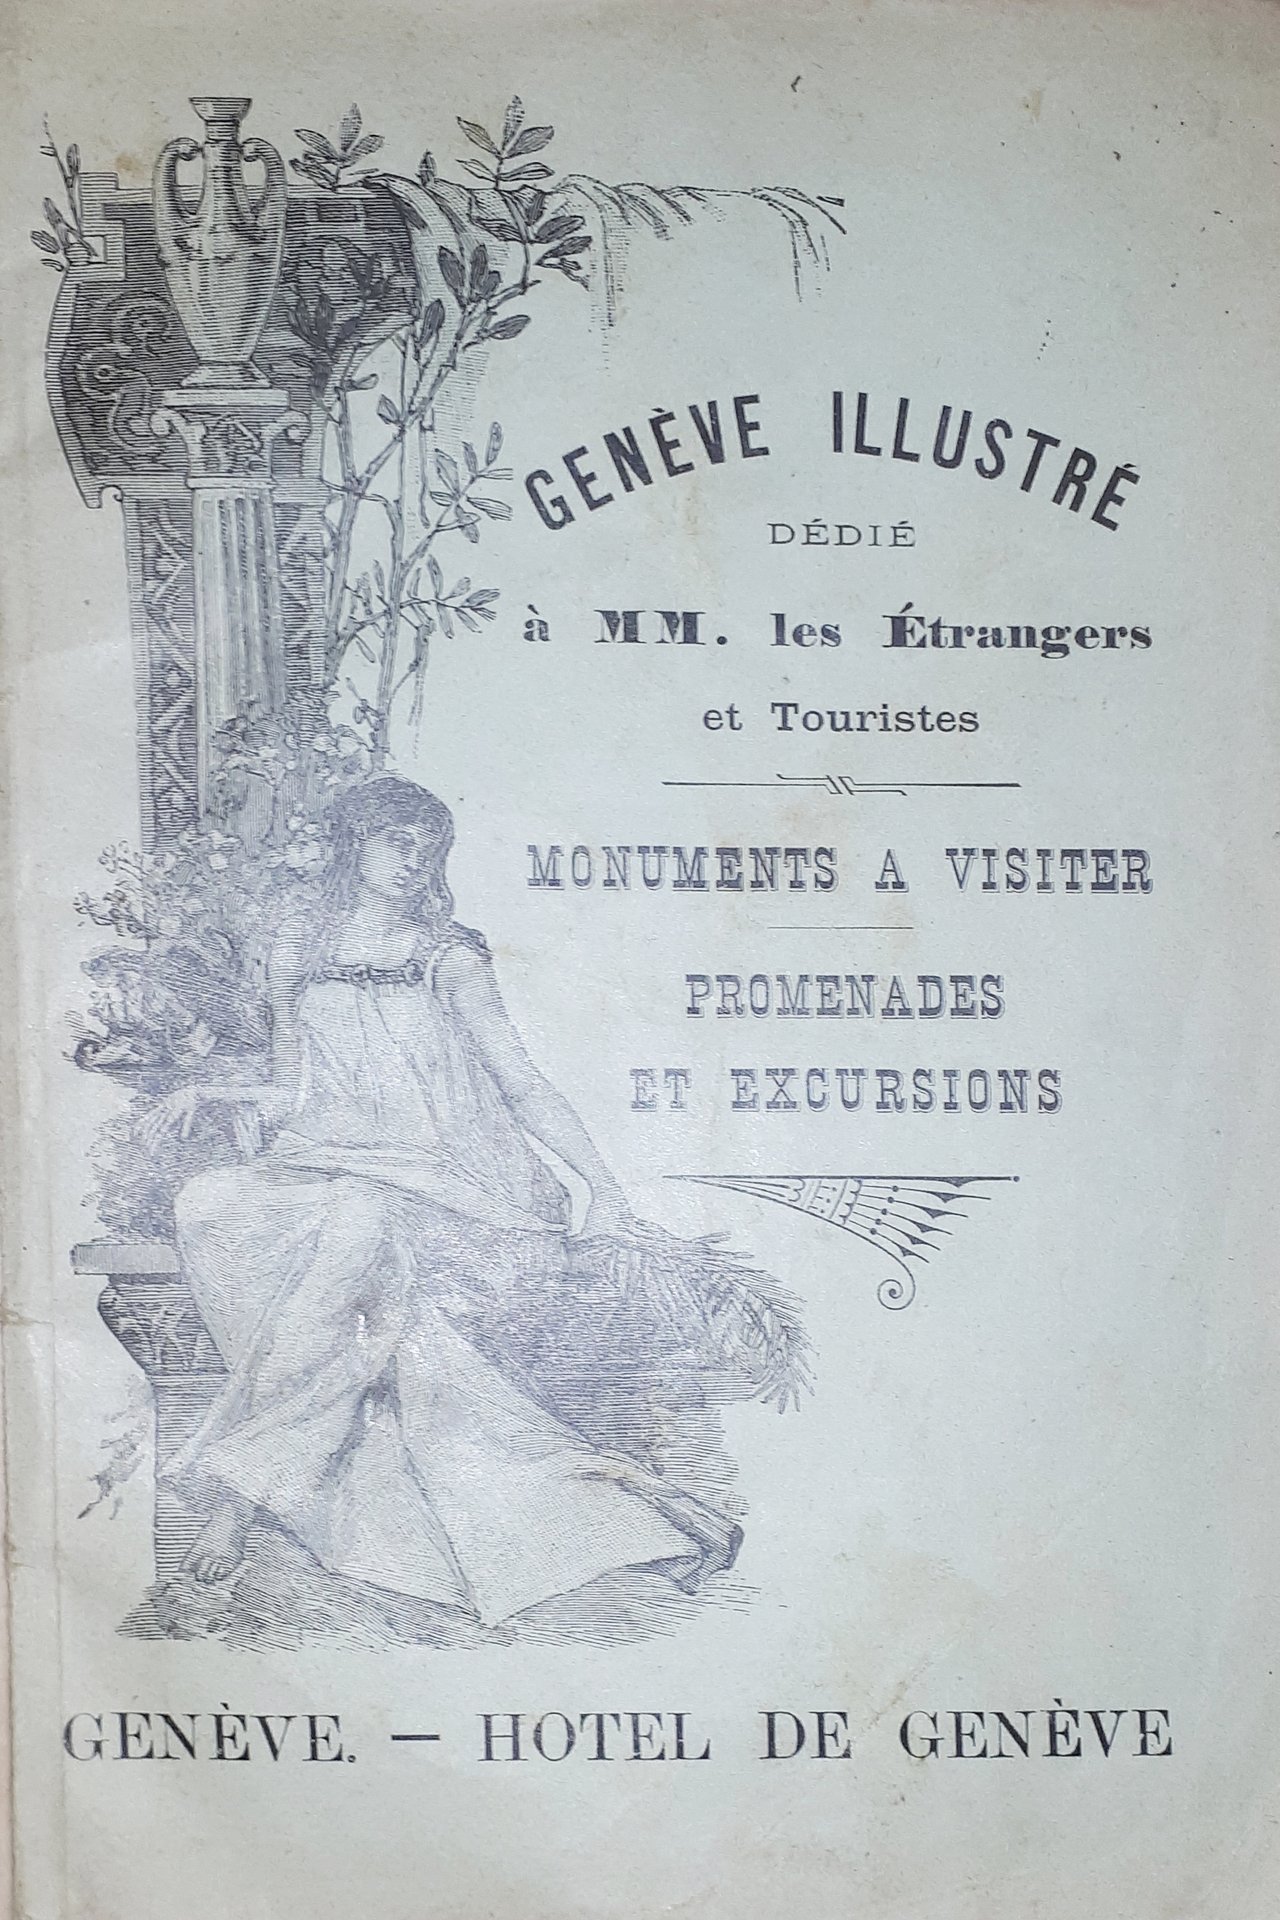 GENÈVE ILLUSTRÉ
DÉDIÉ
à MM. les Étrangers
et Touristes
MONUMENTS A VISITER
PROMENADES
ET EXCURSIONS
GENÈVE. — HOTEL DE GENÈVE